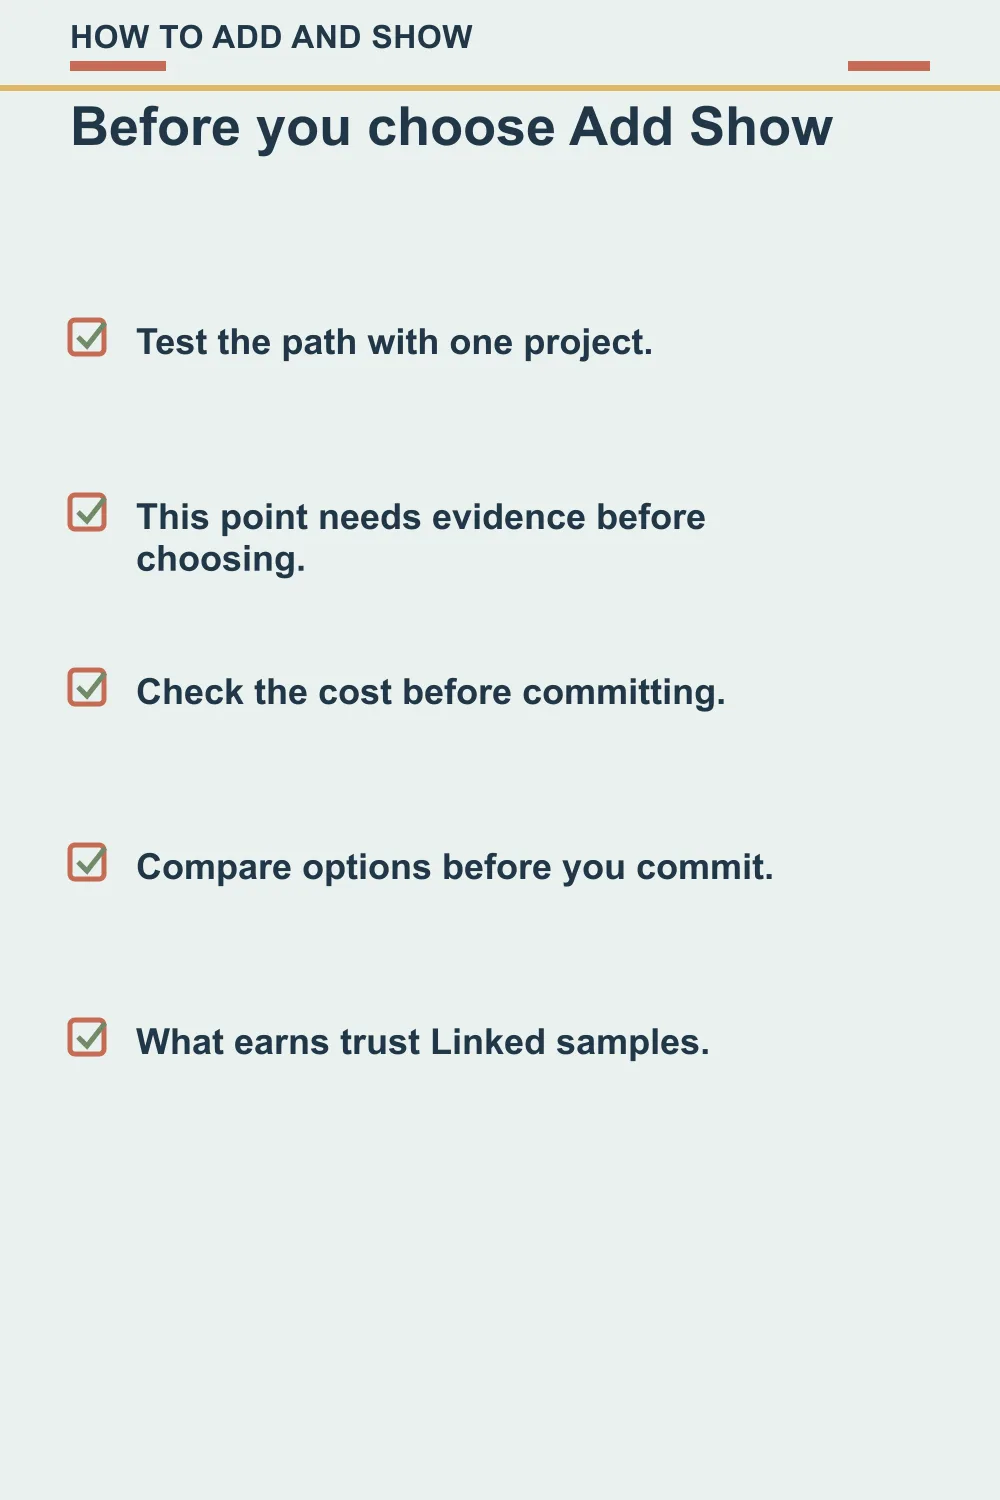 HOW TO ADD AND SHOW
Before you choose Add Show
Test the path with one project.
This point needs evidence before
choosing.
Check the cost before committing.
Compare options before you commit.
What earns trust Linked samples.